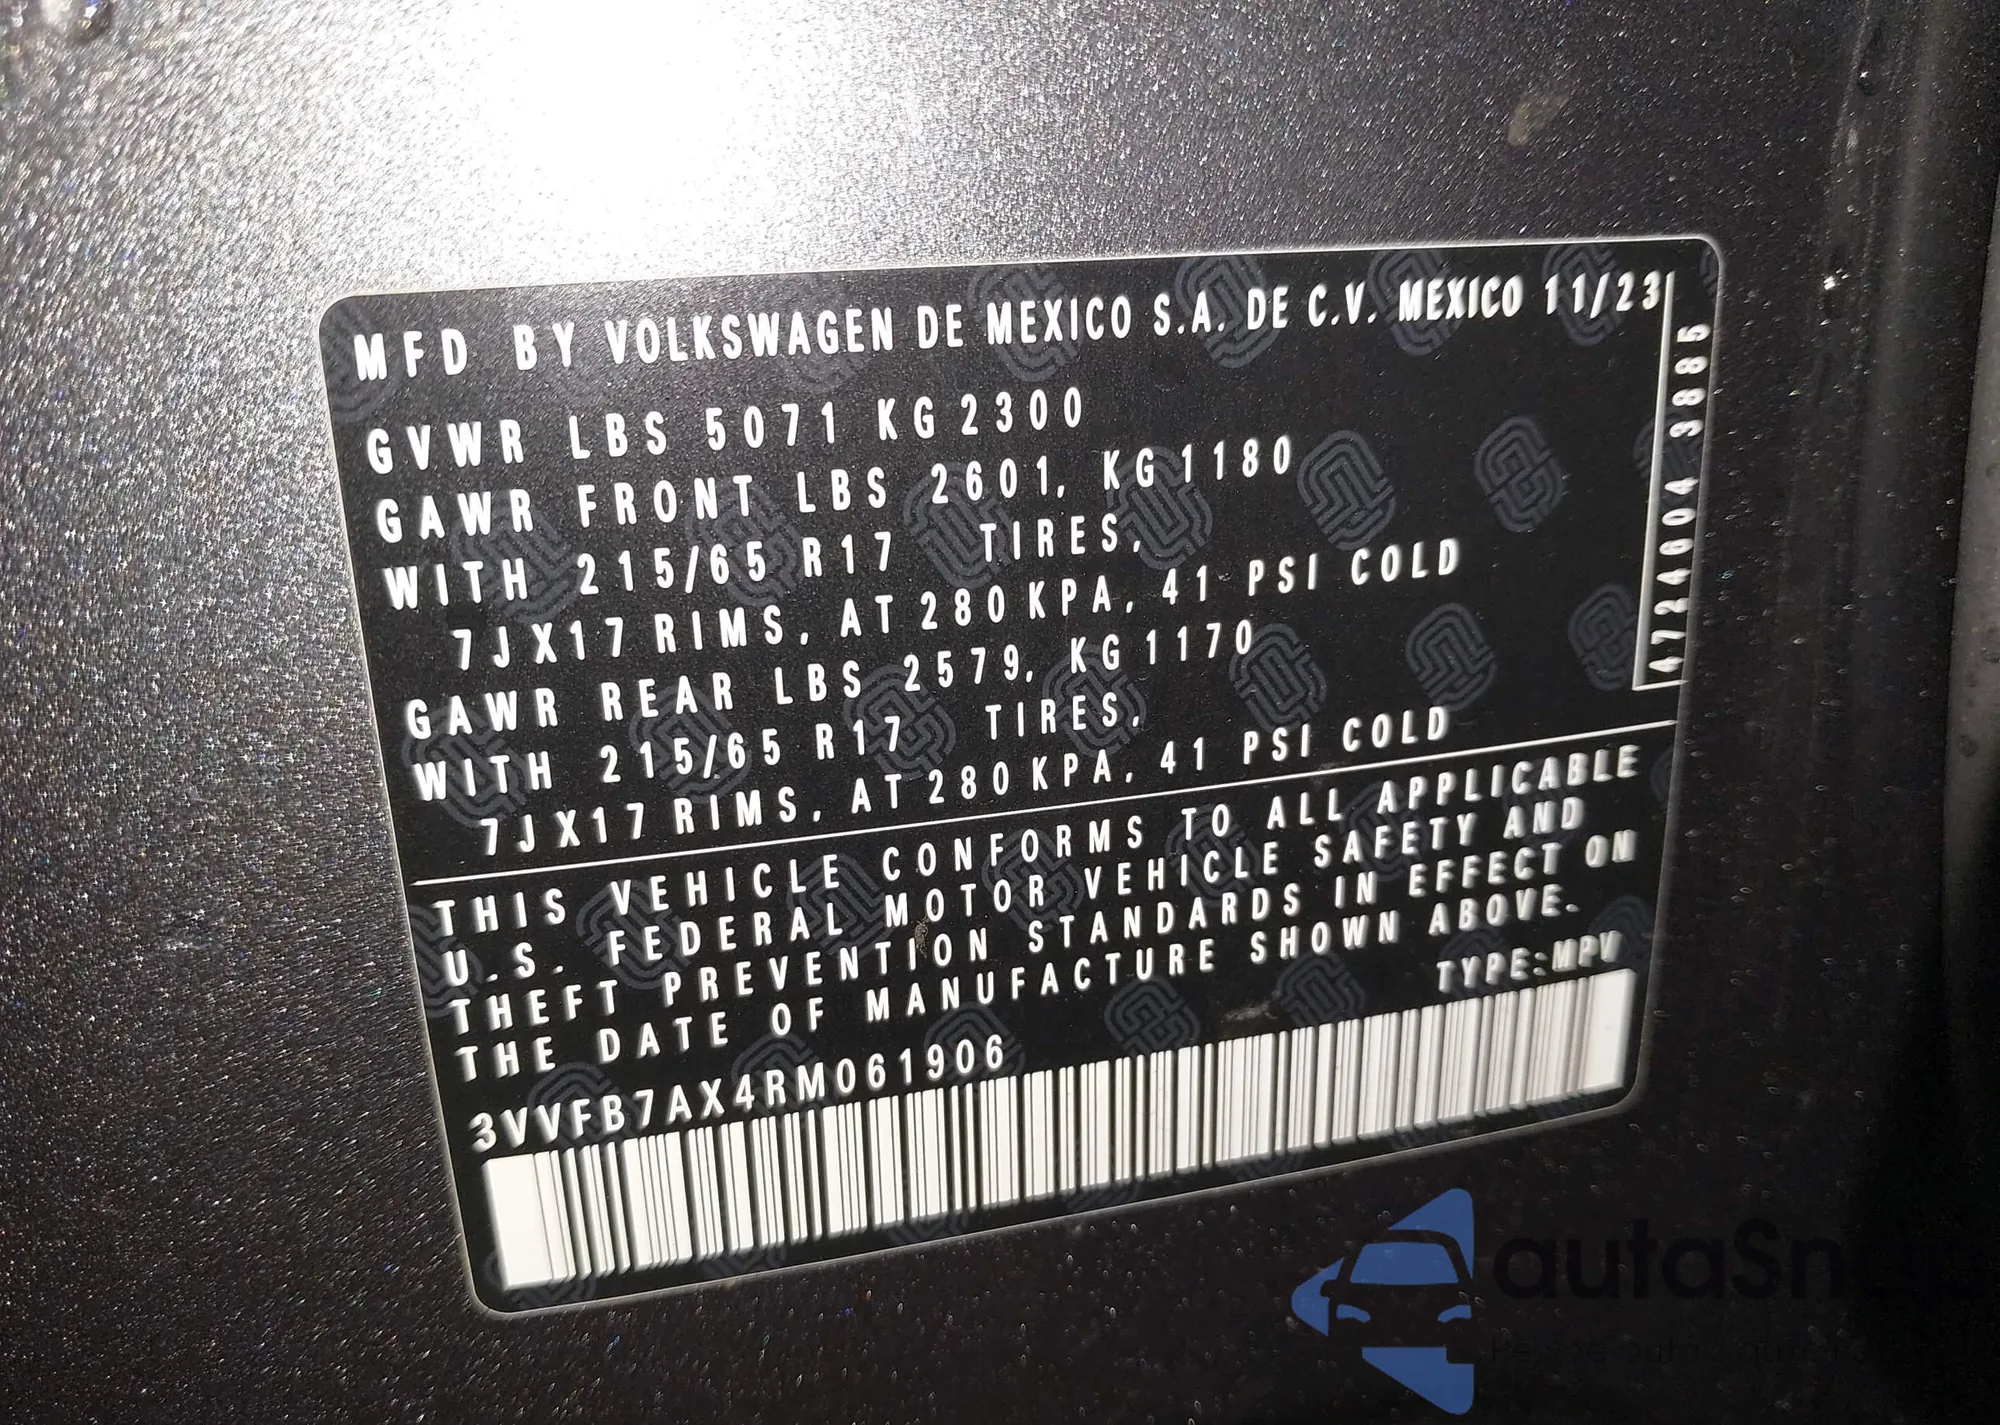 MFD BY VOLKSWAGEN DE MEXICO S.A. DE C.V. MEXICO 11/23
GVWR LBS 5071 KG 2300
GAWR FRONT LBS 2601, KG 1180
WITH 215/65 R17 TIRES,
7JX17 RIMS, AT 280 KPA, 41 PSI COLD
GAWR REAR LBS 2579, KG 1170
WITH 215/65 R17 TIRES,
7JX17 RIMS, AT 280 KPA, 41 PSI COLD
4724604 3885
THIS VEHICLE CONFORMS TO ALL APPLICABLE
U.S. FEDERAL MOTOR VEHICLE SAFETY AND
THEFT PREVENTION STANDARDS IN EFFECT ON
THE DATE OF MANUFACTURE SHOWN ABOVE.
TYPE:MPV
3VVFB7AX4RM061906